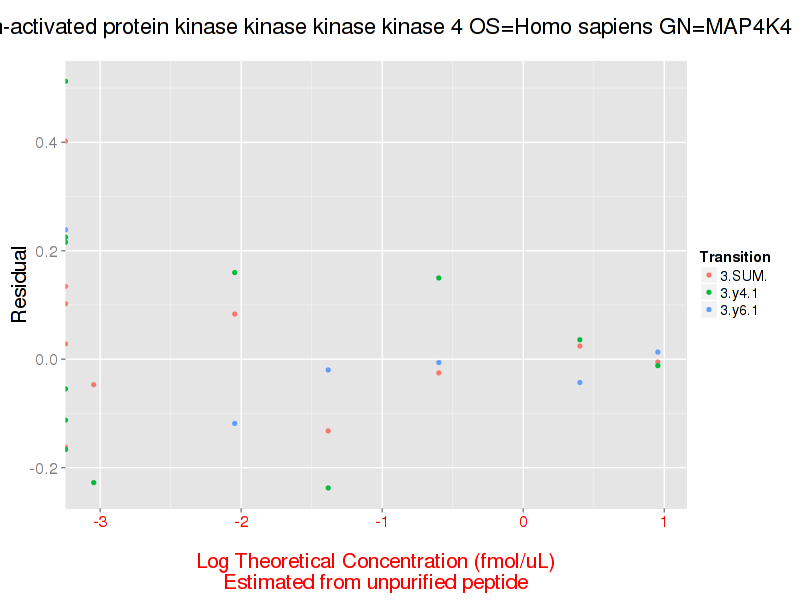 -activated protein kinase kinase kinase kinase 4 OS=Homo sapiens GN=MAP4K4
Residual
0.4
0.2
0.0
-0.2
-3 -2 -1 0 1
Log Theoretical Concentration (fmol/uL)
Estimated from unpurified peptide
Transition
3.SUM.
3.y4.1
3.y6.1